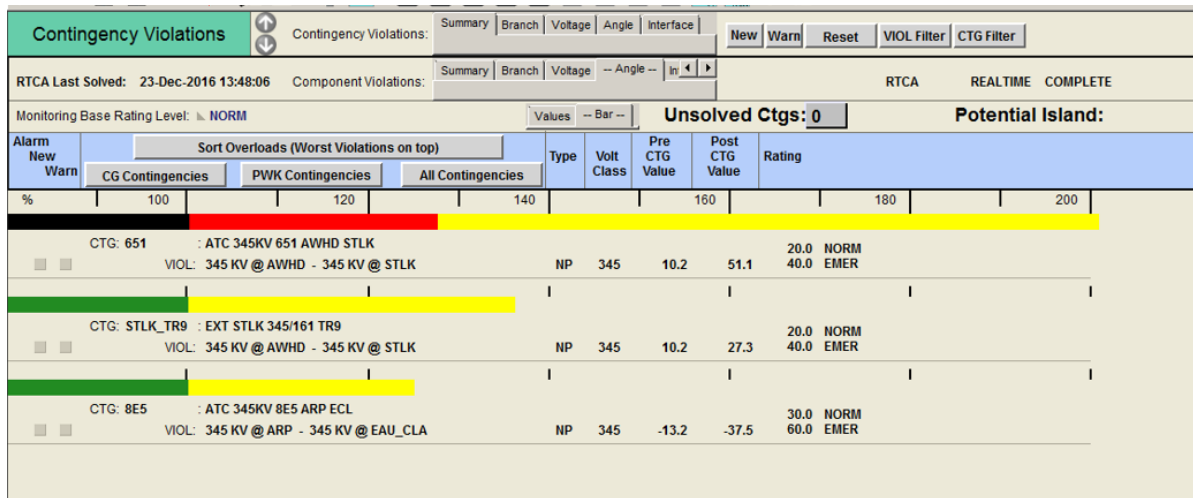 Contingency Violations Contingency Violations: Summary Branch Voltage Angle Interface New Warn Reset VIOL Filter CTG Filter
RTCA Last Solved: 23-Dec-2016 13:48:06 Component Violations: Summary Branch Voltage -- Angle -- In RTCA REALTIME COMPLETE
Monitoring Base Rating Level: NORM Values -- Bar -- Unsolved Ctgs: 0 Potential Island:
Alarm New Warn Sort Overloads (Worst Violations on top) Type Volt Class Pre CTG Value Post CTG Value Rating
CG Contingencies PWK Contingencies All Contingencies
% 100 120 140 160 180 200
CTG: 651 : ATC 345KV 651 AWHD STLK 20.0 NORM
VIOL: 345 KV @ AWHD - 345 KV @ STLK NP 345 10.2 51.1 40.0 EMER
CTG: STLK_TR9 : EXT STLK 345/161 TR9 20.0 NORM
VIOL: 345 KV @ AWHD - 345 KV @ STLK NP 345 10.2 27.3 40.0 EMER
CTG: 8E5 : ATC 345KV 8E5 ARP ECL 30.0 NORM
VIOL: 345 KV @ ARP - 345 KV @ EAU_CLA NP 345 -13.2 -37.5 60.0 EMER